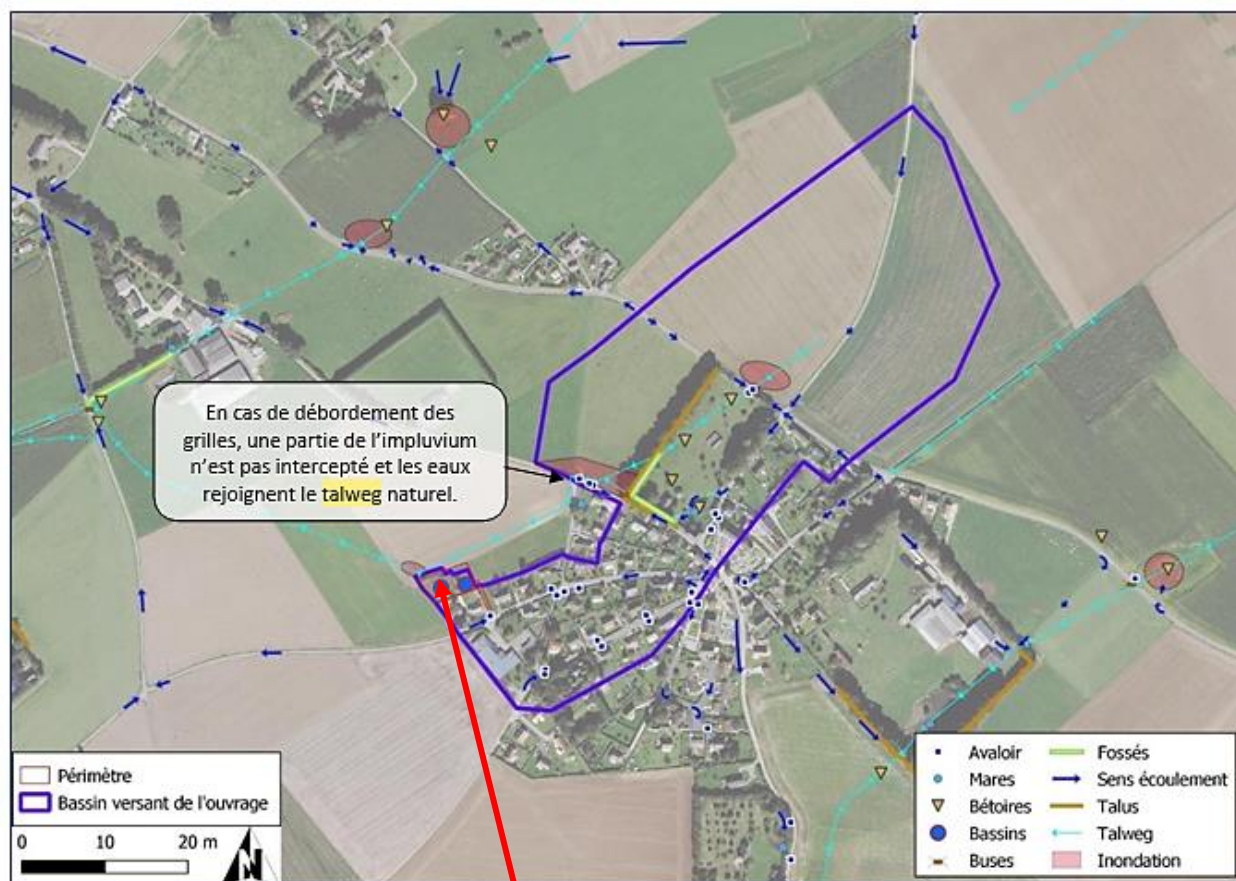 En cas de débordement des
grilles, une partie de l'impluvium
n'est pas intercepté et les eaux
rejoignent le talweg naturel.
Périmètre
Bassin versant de l'ouvrage
0 10 20 m
N
Avaloir
Mares
Bétoires
Bassins
Buses
Fossés
Sens écoulement
Talus
Talweg
Inondation